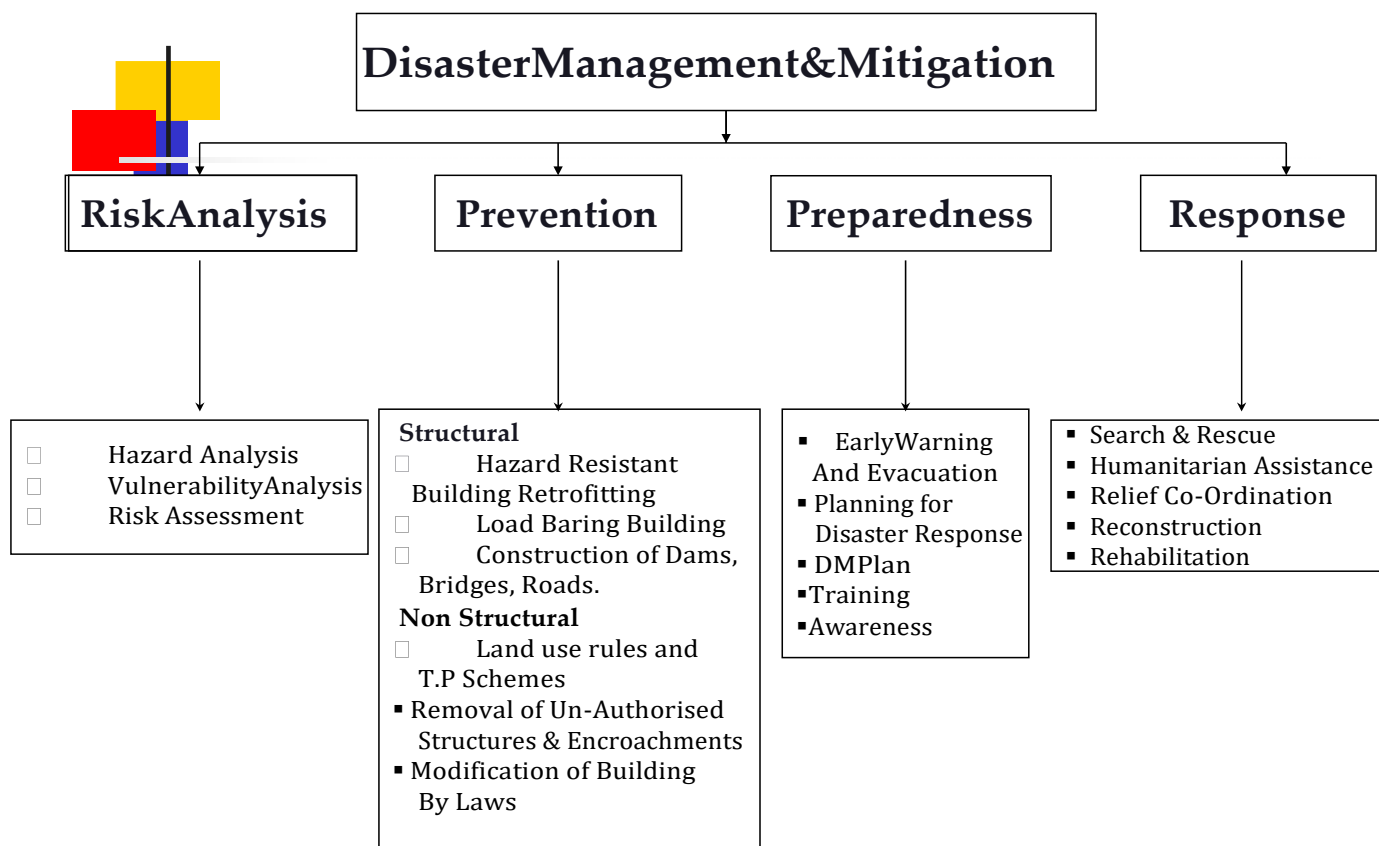 DisasterManagement&Mitigation
RiskAnalysis
Prevention
Preparedness
Response
Hazard Analysis
VulnerabilityAnalysis
Risk Assessment
Structural
Hazard Resistant
Building Retrofitting
Load Baring Building
Construction of Dams,
Bridges, Roads.
Non Structural
Land use rules and
T.P Schemes
▪ Removal of Un-Authorised
Structures & Encroachments
▪ Modification of Building
By Laws
▪ EarlyWarning
And Evacuation
▪ Planning for
Disaster Response
▪ DMPlan
▪Training
▪Awareness
▪ Search & Rescue
▪ Humanitarian Assistance
▪ Relief Co-Ordination
▪ Reconstruction
▪ Rehabilitation